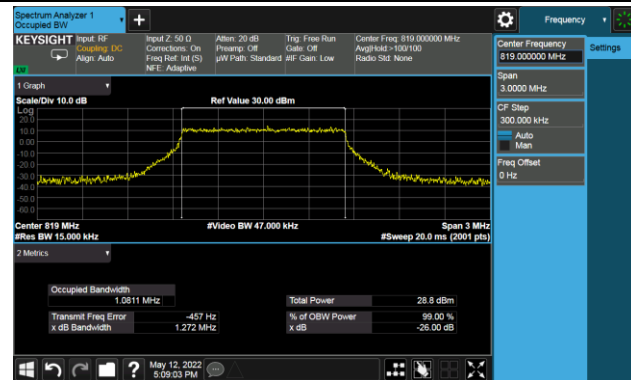 Spectrum Analyzer 1
Occupied BW
+
Frequency
KEYSIGHT
Input: RF
Coupling: DC
Align: Auto
Input Z: 50 Ω
Corrections: On
Freq Ref: Int (S)
NFE: Adaptive
Atten: 20 dB
Preamp: Off
µW Path: Standard
Trig: Free Run
Gate: Off
#IF Gain: Low
Center Freq: 819.000000 MHz
Avg|Hold:>100/100
Radio Std: None
Center Frequency
819.000000 MHz
Settings
Span
3.0000 MHz
CF Step
300.000 kHz
Auto
Man
Freq Offset
0 Hz
1 Graph
Scale/Div 10.0 dB
Ref Value 30.00 dBm
Log
20.0
10.0
0.00
-10.0
-20.0
-30.0
-40.0
-50.0
-60.0
Center 819 MHz
#Video BW 47.000 kHz
Span 3 MHz
#Res BW 15.000 kHz
#Sweep 20.0 ms (2001 pts)
2 Metrics
Occupied Bandwidth
1.0811 MHz
Total Power
28.8 dBm
Transmit Freq Error
-457 Hz
% of OBW Power
99.00 %
x dB Bandwidth
1.272 MHz
x dB
-26.00 dB
?
May 12, 2022
5:09:03 PM